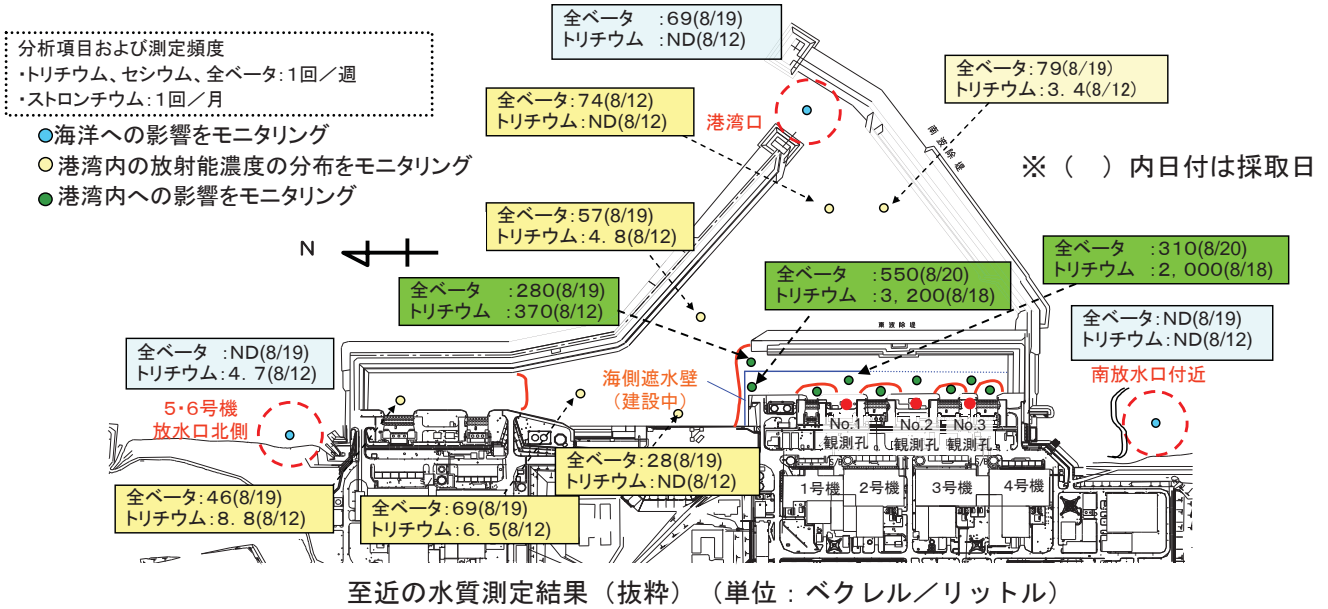 分析項目および測定頻度
・トリチウム、セシウム、全ベータ:1回/週
・ストロンチウム:1回/月
海洋への影響をモニタリング
港湾内の放射能濃度の分布をモニタリング
港湾内への影響をモニタリング
全ベータ :69(8/19)
トリチウム :ND(8/12)
全ベータ:79(8/19)
トリチウム:3.4(8/12)
全ベータ:74(8/12)
トリチウム:ND(8/12)
港湾口
南波除堤
※( )内日付は採取日
全ベータ:57(8/19)
トリチウム:4.8(8/12)
N
全ベータ :310(8/20)
トリチウム :2,000(8/18)
全ベータ :550(8/20)
トリチウム :3,200(8/18)
全ベータ :280(8/19)
トリチウム :370(8/12)
全ベータ:ND(8/19)
トリチウム:ND(8/12)
南放水口付近
東波除堤
全ベータ :ND(8/19)
トリチウム:4.7(8/12)
5・6号機
放水口北側
海側遮水壁
(建設中)
No.1
観測孔
No.2
観測孔
No.3
観測孔
全ベータ:28(8/19)
トリチウム:ND(8/12)
1号機
2号機
3号機
4号機
全ベータ:46(8/19)
トリチウム:8.8(8/12)
全ベータ:69(8/19)
トリチウム:6.5(8/12)
至近の水質測定結果(抜粋)(単位:ベクレル/リットル)